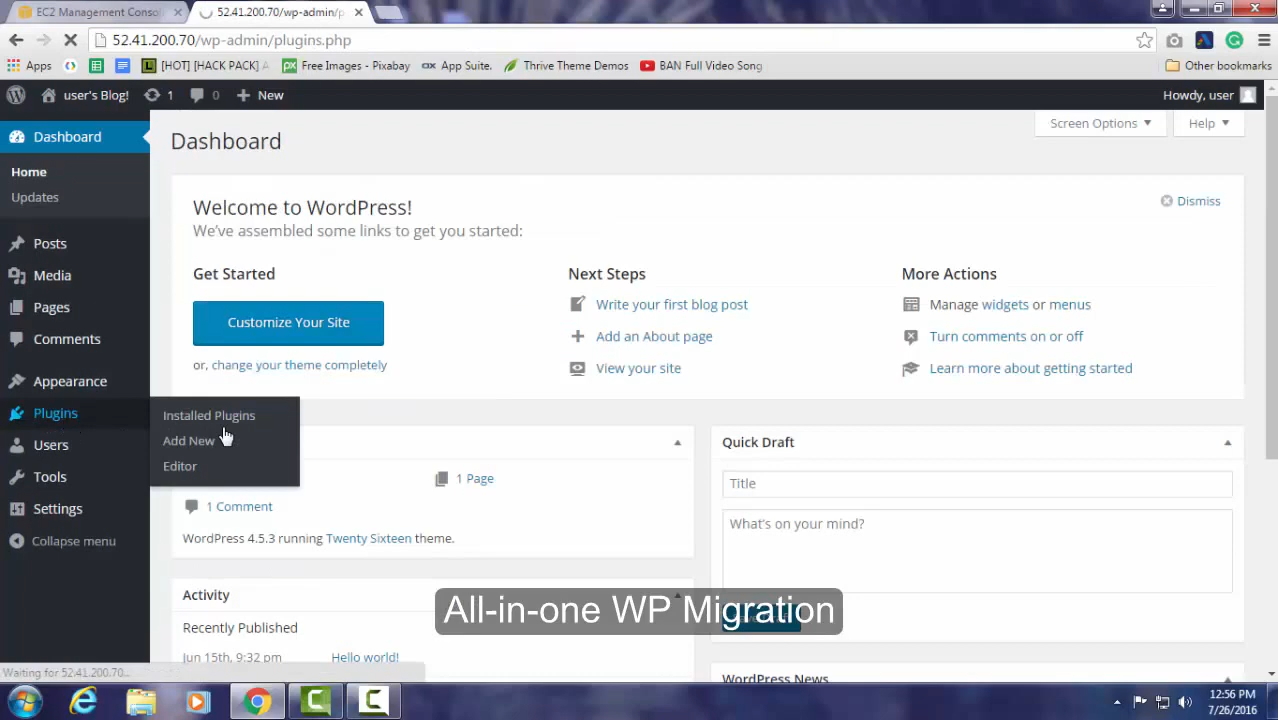 EC2 Management Consol
52.41.200.70/wp-admin/p
52.41.200.70/wp-admin/plugins.php
Apps
[HOT] [HACK PACK] A
Free Images - Pixabay
App Suite.
Thrive Theme Demos
BAN Full Video Song
Other bookmarks
user's Blog!
1
0
New
Howdy, user
Dashboard
Home
Updates
Posts
Media
Pages
Comments
Appearance
Plugins
Users
Tools
Settings
Collapse menu
Installed Plugins
Add New
Editor
Dashboard
Screen Options
Help
Welcome to WordPress!
Dismiss
We've assembled some links to get you started:
Get Started
Customize Your Site
or, change your theme completely
Next Steps
Write your first blog post
Add an About page
View your site
More Actions
Manage widgets or menus
Turn comments on or off
Learn more about getting started
1 Page
1 Comment
WordPress 4.5.3 running Twenty Sixteen theme.
Activity
Recently Published
Jun 15th, 9:32 pm Hello world!
Quick Draft
Title
What's on your mind?
WordPress News
All-in-one WP Migration
Waiting for 52.41.200.70...
12:56 PM
7/26/2016